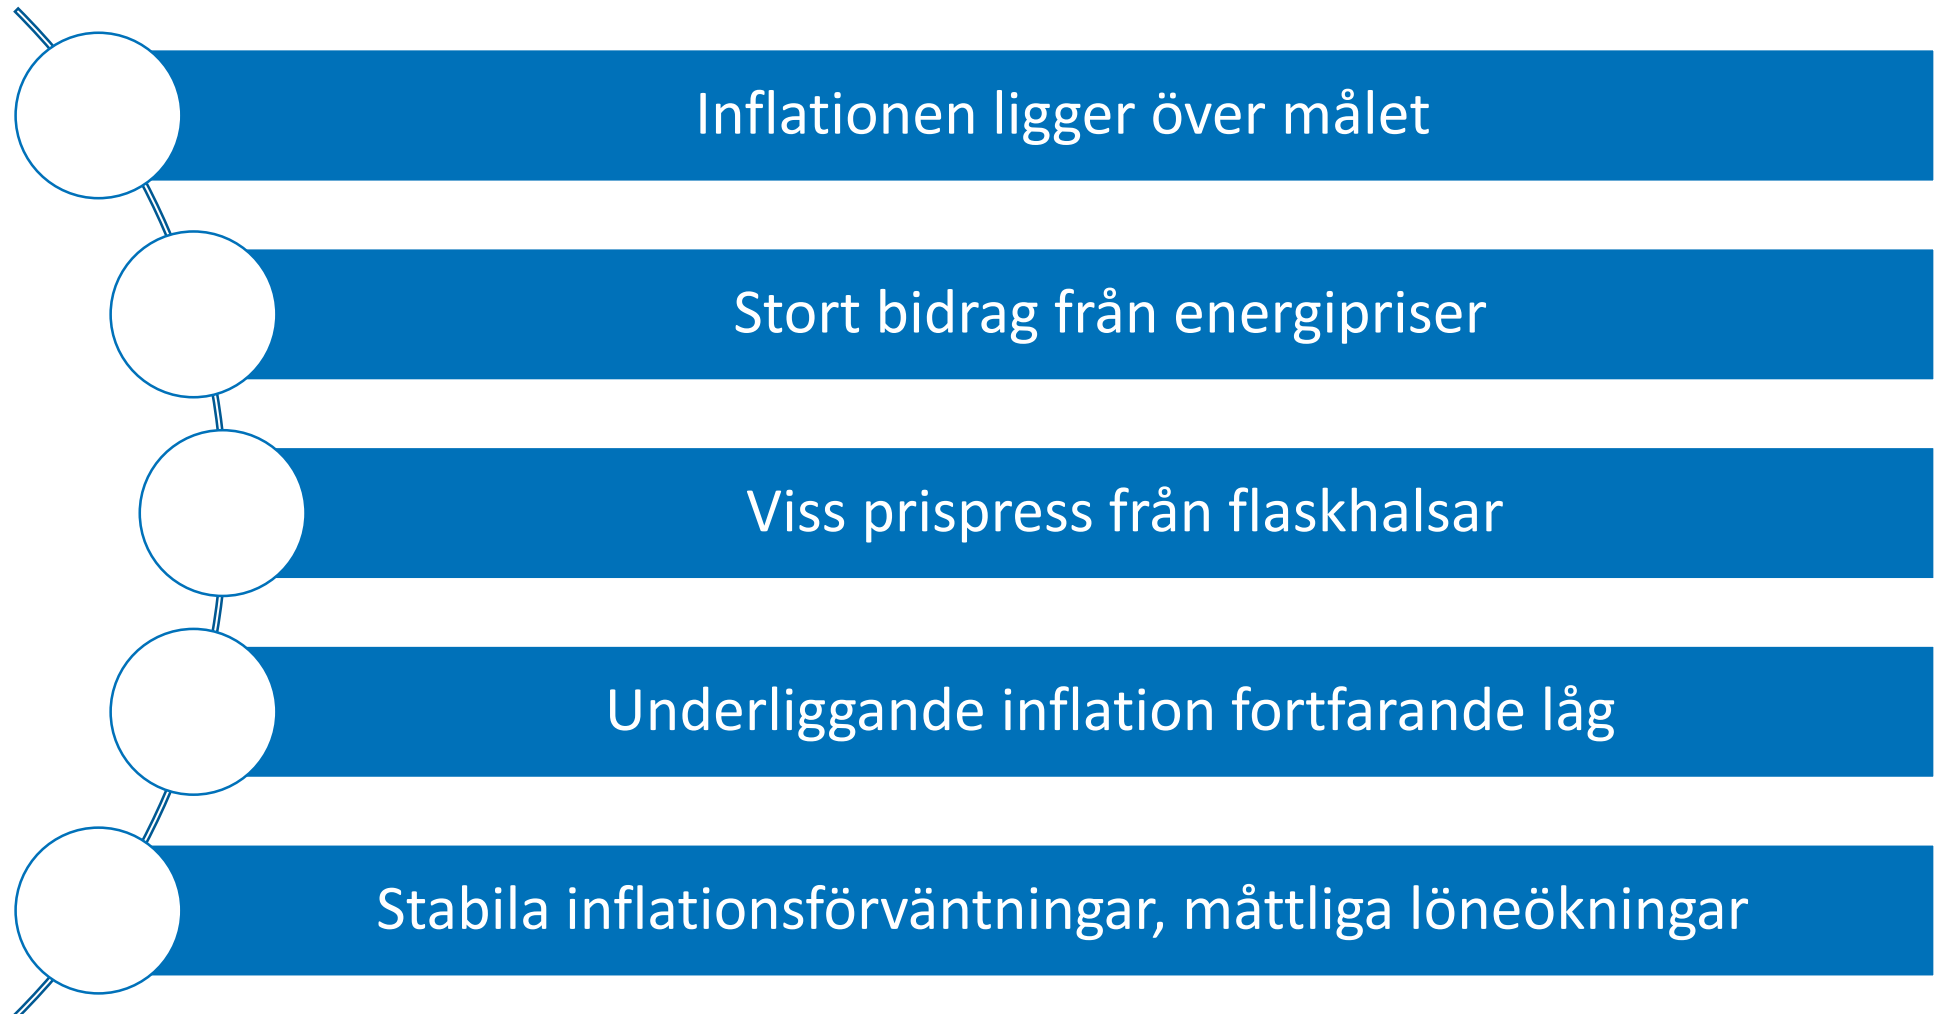 Inflationen ligger över målet
Stort bidrag från energipriser
Viss prispress från flaskhalsar
Underliggande inflation fortfarande låg
Stabila inflationsförväntningar, måttliga löneökningar